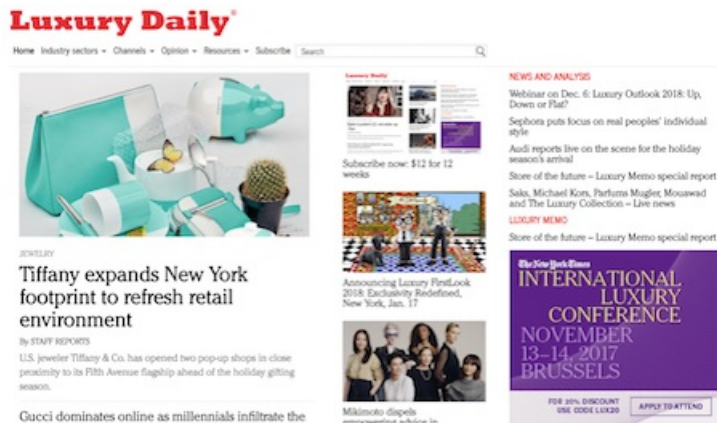 Luxury Daily®
Home Industry sectors Channels Opinion Resources Subscribe Search
JEWELRY
Tiffany expands New York
footprint to refresh retail
environment
By STAFF REPORTS
U.S. jeweler Tiffany & Co. has opened two pop-up shops in close
proximity to its Fifth Avenue flagship ahead of the holiday gifting
season.
Gucci dominates online as millennials infiltrate the
Luxury Daily
Subscribe now: $12 for 12
weeks
Announcing Luxury FirstLook
2018: Exclusivity Redefined,
New York, Jan. 17
Mikimoto dispels
empowering advice in
NEWS AND ANALYSIS
Webinar on Dec. 6: Luxury Outlook 2018: Up,
Down or Flat?
Sephora puts focus on real peoples' individual
style
Audi reports live on the scene for the holiday
season's arrival
Store of the future – Luxury Memo special report
Saks, Michael Kors, Parfums Mugler, Mouawad
and The Luxury Collection – Live news
LUXURY MEMO
Store of the future – Luxury Memo special report
The New York Times
INTERNATIONAL
LUXURY
CONFERENCE
NOVEMBER
13–14, 2017
BRUSSELS
FOR 20% DISCOUNT
USE CODE LUX20
APPLY TO ATTEND